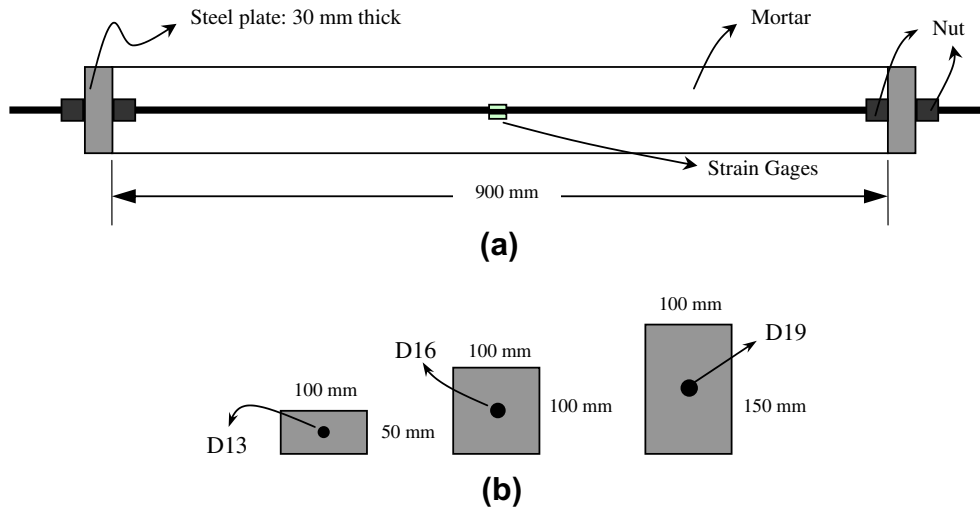 Steel plate: 30 mm thick
Mortar
Nut
Strain Gages
900 mm
(a)
100 mm
D19
D16
100 mm
100 mm
100 mm
150 mm
50 mm
D13
(b)